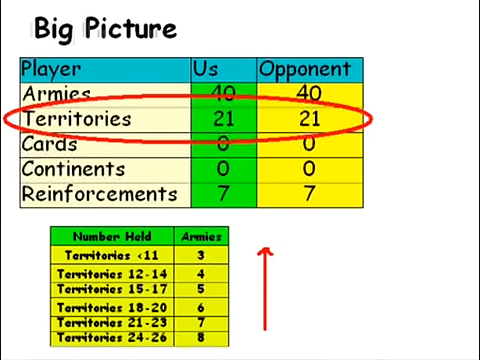 Big Picture
Player Us Opponent
Armies 40 40
Territories 21 21
Cards 0 0
Continents 0 0
Reinforcements 7 7
Number Held Armies
Territories <11 3
Territories 12-14 4
Territories 15-17 5
Territories 18-20 6
Territories 21-23 7
Territories 24-26 8